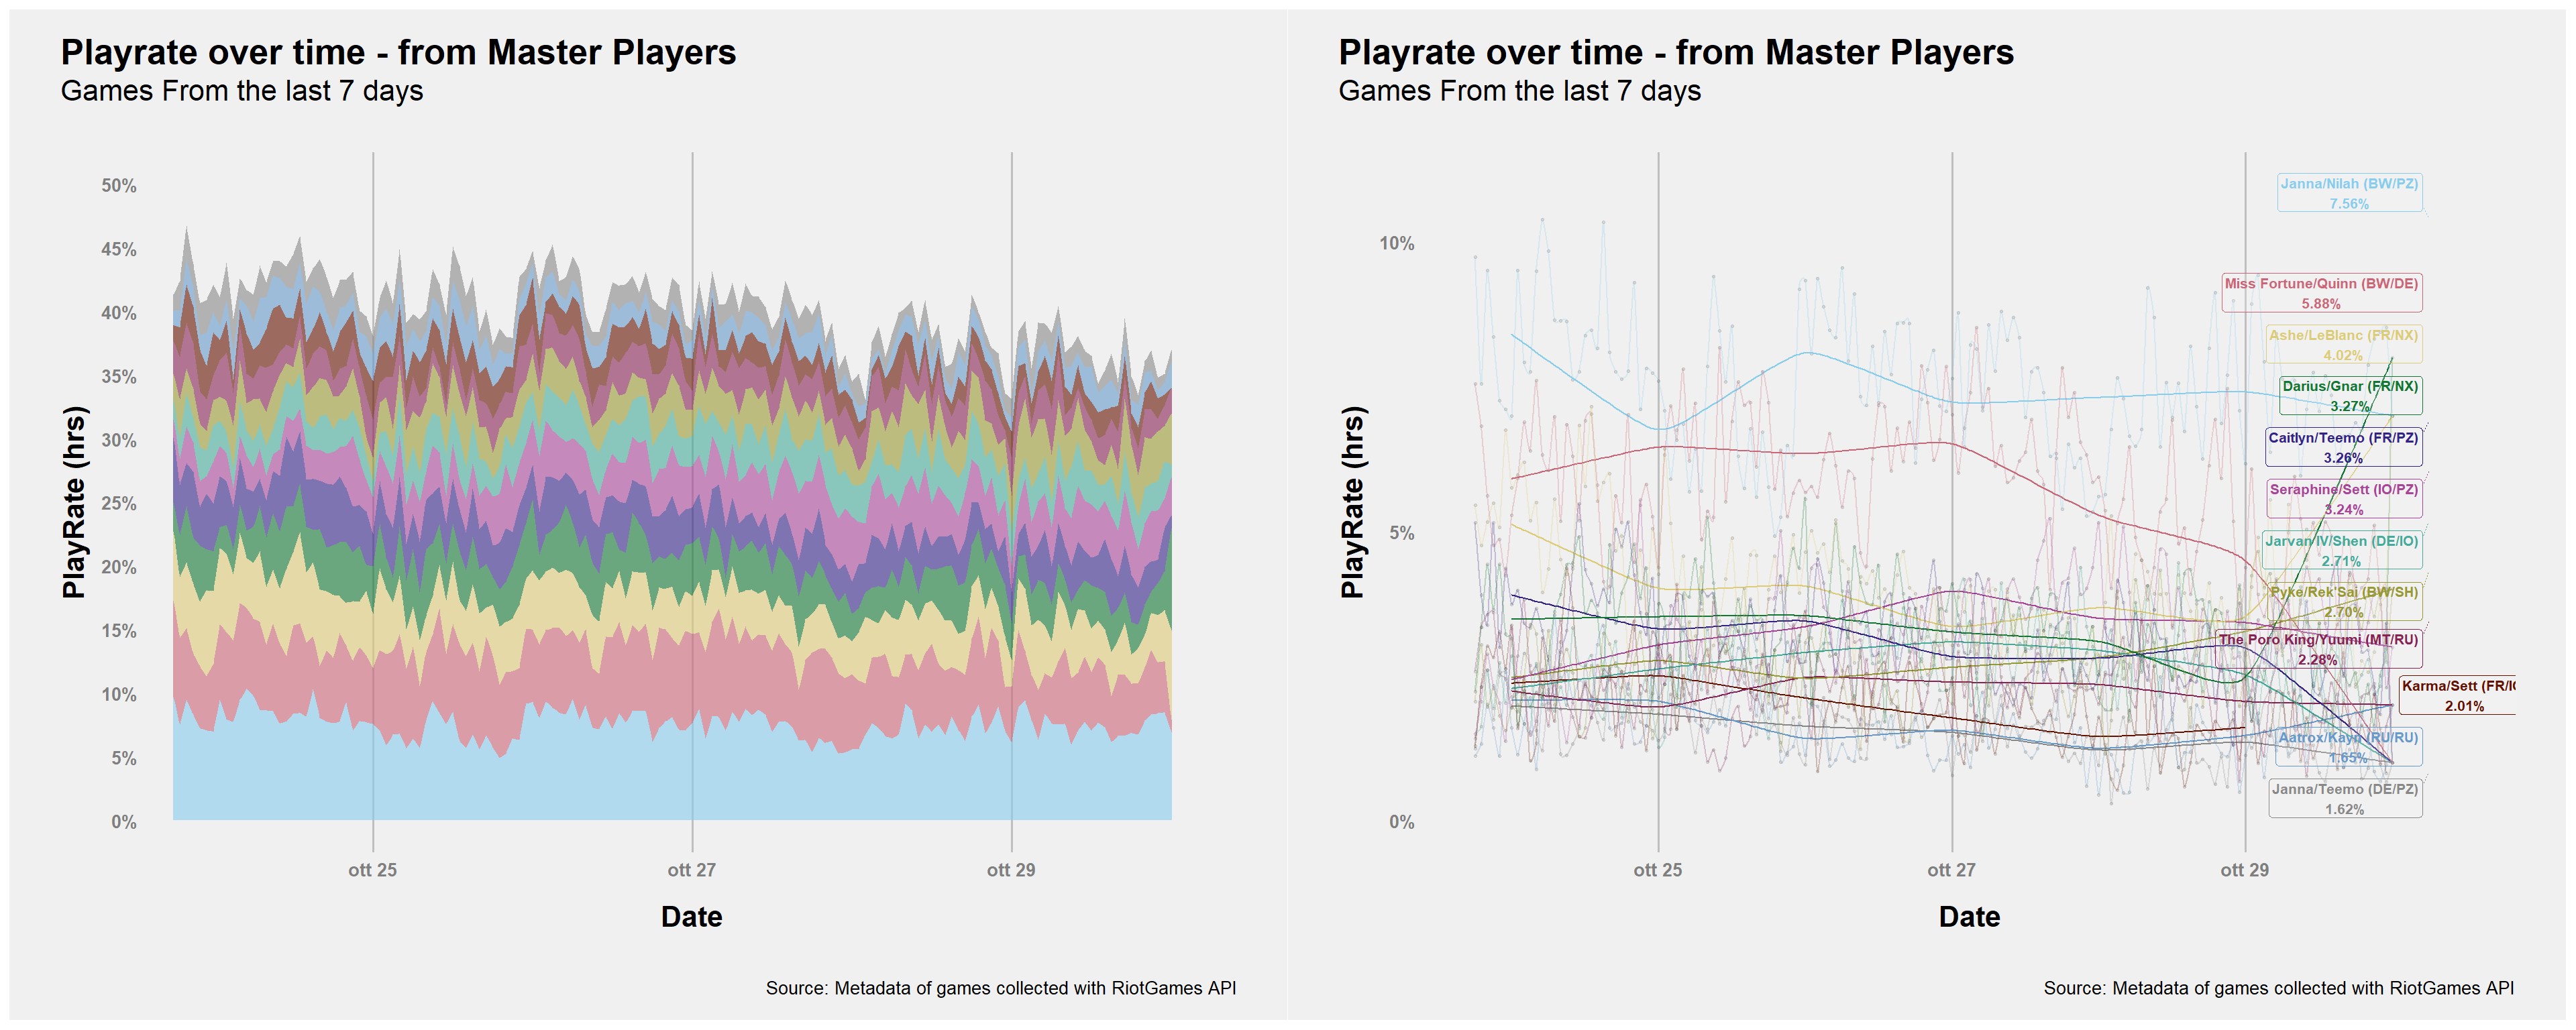 Playrate over time - from Master Players
Games From the last 7 days
PlayRate (hrs)
50%
45%
40%
35%
30%
25%
20%
15%
10%
5%
0%
ott 25
ott 27
ott 29
Date
Source: Metadata of games collected with RiotGames API
Playrate over time - from Master Players
Games From the last 7 days
PlayRate (hrs)
10%
5%
0%
Janna/Nilah (BW/PZ)
7.56%
Miss Fortune/Quinn (BW/DE)
5.88%
Ashe/LeBlanc (FR/NX)
4.02%
Darius/Gnar (FR/NX)
3.27%
Caitlyn/Teemo (FR/PZ)
3.26%
Seraphine/Sett (IO/PZ)
3.24%
Jarvan IV/Shen (DE/IO)
2.71%
Pyke/Rek'Sai (BW/SH)
2.70%
The Poro King/Yuumi (MT/RU)
2.28%
Karma/Sett (FR/I
2.01%
Aatrox/Kayn (RU/RU)
1.65%
Janna/Teemo (DE/PZ)
1.62%
ott 25
ott 27
ott 29
Date
Source: Metadata of games collected with RiotGames API